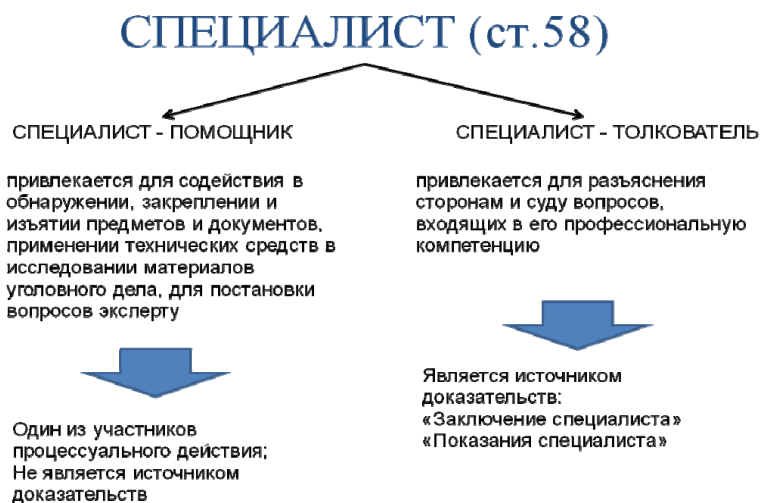 СПЕЦИАЛИСТ (ст.58)
СПЕЦИАЛИСТ - ПОМОЩНИК
привлекается для содействия в
обнаружении, закреплении и
изъятии предметов и документов,
применении технических средств в
исследовании материалов
уголовного дела, для постановки
вопросов эксперту
Один из участников
процессуального действия;
Не является источником
доказательств
СПЕЦИАЛИСТ - ТОЛКОВАТЕЛЬ
привлекается для разъяснения
сторонам и суду вопросов,
входящих в его профессиональную
компетенцию
Является источником
доказательств:
«Заключение специалиста»
«Показания специалиста»